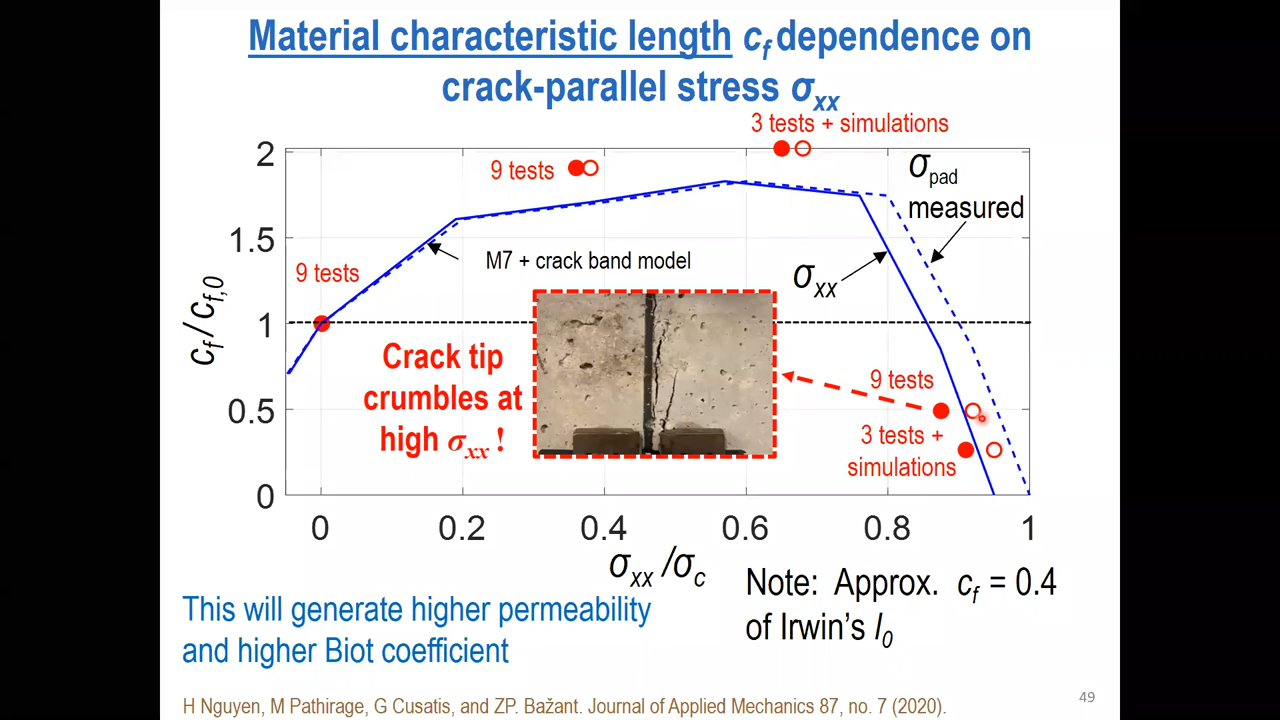 Material characteristic length cf dependence on
crack-parallel stress σxx
3 tests + simulations
9 tests
σpad
measured
9 tests
M7 + crack band model
σxx
cf / cf,0
2
1.5
1
0.5
0
Crack tip
crumbles at
high σxx !
9 tests
3 tests +
simulations
0
0.2
0.4
0.6
0.8
1
σxx /σc
Note: Approx. cf = 0.4
of Irwin's l0
This will generate higher permeability
and higher Biot coefficient
49
H Nguyen, M Pathirage, G Cusatis, and ZP. Bažant. Journal of Applied Mechanics 87, no. 7 (2020).